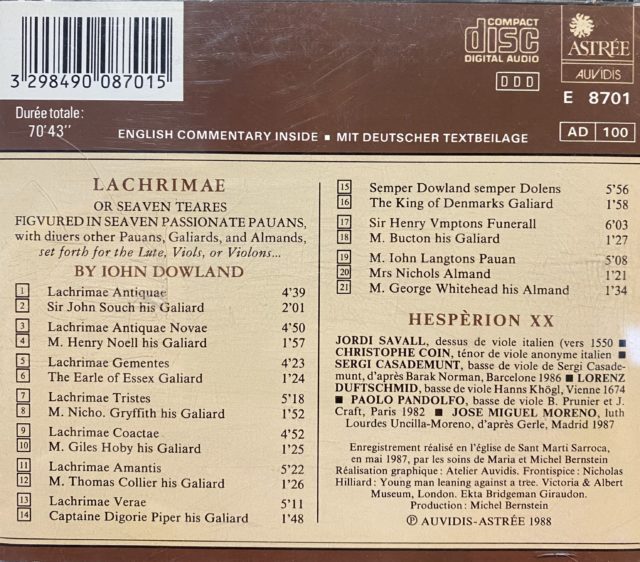 3 298490 087015
Durée totale:
70'43''
COMPACT
disc
DIGITAL AUDIO
DDD
ASTRÉE
AUVIDIS
E 8701
AD 100
ENGLISH COMMENTARY INSIDE ■ MIT DEUTSCHER TEXTBEILAGE
LACHRIMAE
OR SEAVEN TEARES
FIGVURED IN SEAVEN PASSIONATE PAUANS,
with diuers other Pauans, Galiards, and Almands,
set forth for the Lute, Viols, or Violons...
BY IOHN DOWLAND
1 Lachrimae Antiquae 4'39
2 Sir John Souch his Galiard 2'01
3 Lachrimae Antiquae Novae 4'50
4 M. Henry Noell his Galiard 1'57
5 Lachrimae Gementes 4'23
6 The Earle of Essex Galiard 1'24
7 Lachrimae Tristes 5'18
8 M. Nicho. Gryffith his Galiard 1'52
9 Lachrimae Coactae 4'52
10 M. Giles Hoby his Galiard 1'25
11 Lachrimae Amantis 5'22
12 M. Thomas Collier his Galiard 1'26
13 Lachrimae Verae 5'11
14 Captaine Digorie Piper his Galiard 1'48
15 Semper Dowland semper Dolens 5'56
16 The King of Denmarks Galiard 1'58
17 Sir Henry Vmptons Funerall 6'03
18 M. Bucton his Galiard 1'27
19 M. Iohn Langtons Pauan 5'08
20 Mrs Nichols Almand 1'21
21 M. George Whitehead his Almand 1'34
HESPÈRION XX
JORDI SAVALL, dessus de viole italien (vers 1550 ■
CHRISTOPHE COIN, ténor de viole anonyme italien ■
SERGI CASADEMUNT, basse de viole de Sergi Casade-
munt, d'après Barak Norman, Barcelone 1986 ■ LORENZ
DUFTSCHMID, basse de viole Hanns Khögl, Vienne 1674
■ PAOLO PANDOLFO, basse de viole B. Prunier et J.
Craft, Paris 1982 ■ JOSE MIGUEL MORENO, luth
Lourdes Uncilla-Moreno, d'après Gerle, Madrid 1987
Enregistrement réalisé en l'église de Sant Marti Sarroca,
en mai 1987, par les soins de Maria et Michel Bernstein
Réalisation graphique: Atelier Auvidis. Frontispice: Nicholas
Hilliard: Young man leaning against a tree. Victoria & Albert
Museum, London. Ekta Bridgeman Giraudon.
Production: Michel Bernstein
℗ AUVIDIS-ASTRÉE 1988